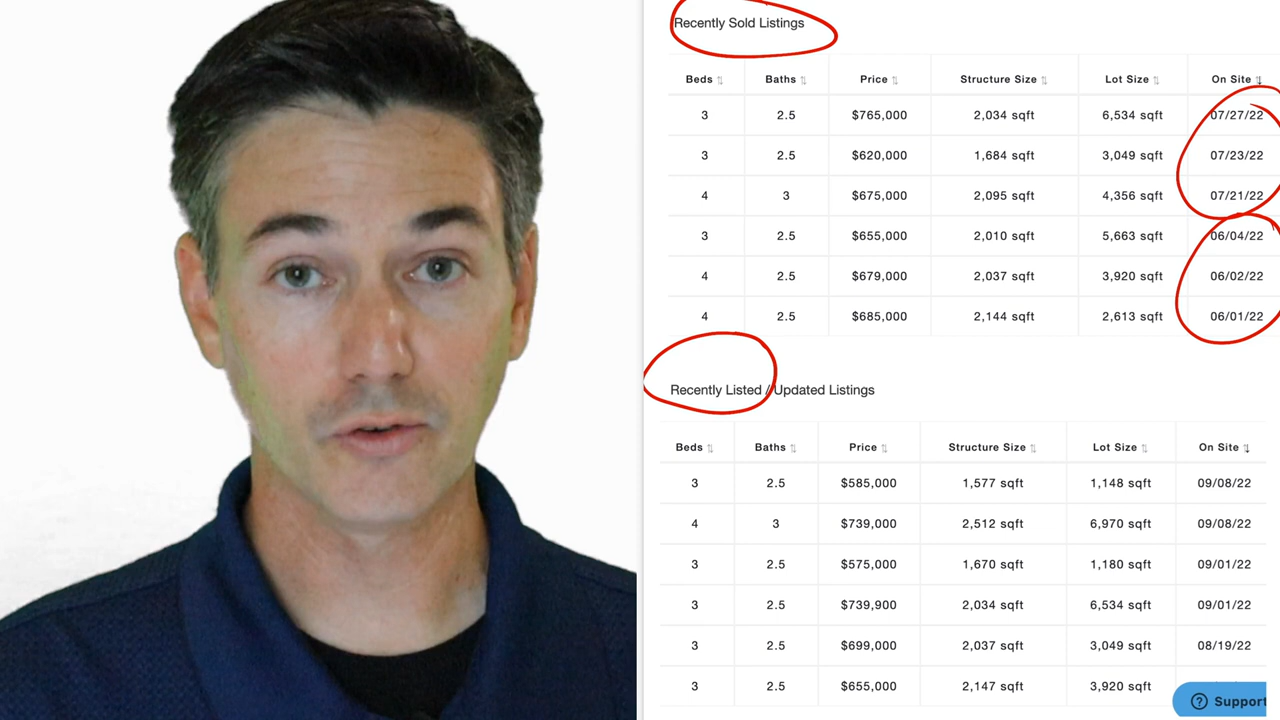 Recently Sold Listings
Beds Baths Price Structure Size Lot Size On Site
3 2.5 $765,000 2,034 sqft 6,534 sqft 07/27/22
3 2.5 $620,000 1,684 sqft 3,049 sqft 07/23/22
4 3 $675,000 2,095 sqft 4,356 sqft 07/21/22
3 2.5 $655,000 2,010 sqft 5,663 sqft 06/04/22
4 2.5 $679,000 2,037 sqft 3,920 sqft 06/02/22
4 2.5 $685,000 2,144 sqft 2,613 sqft 06/01/22
Recently Listed / Updated Listings
Beds Baths Price Structure Size Lot Size On Site
3 2.5 $585,000 1,577 sqft 1,148 sqft 09/08/22
4 3 $739,000 2,512 sqft 6,970 sqft 09/08/22
3 2.5 $575,000 1,670 sqft 1,180 sqft 09/01/22
3 2.5 $739,900 2,034 sqft 6,534 sqft 09/01/22
3 2.5 $699,000 2,037 sqft 3,049 sqft 08/19/22
3 2.5 $655,000 2,147 sqft 3,920 sqft
? Support